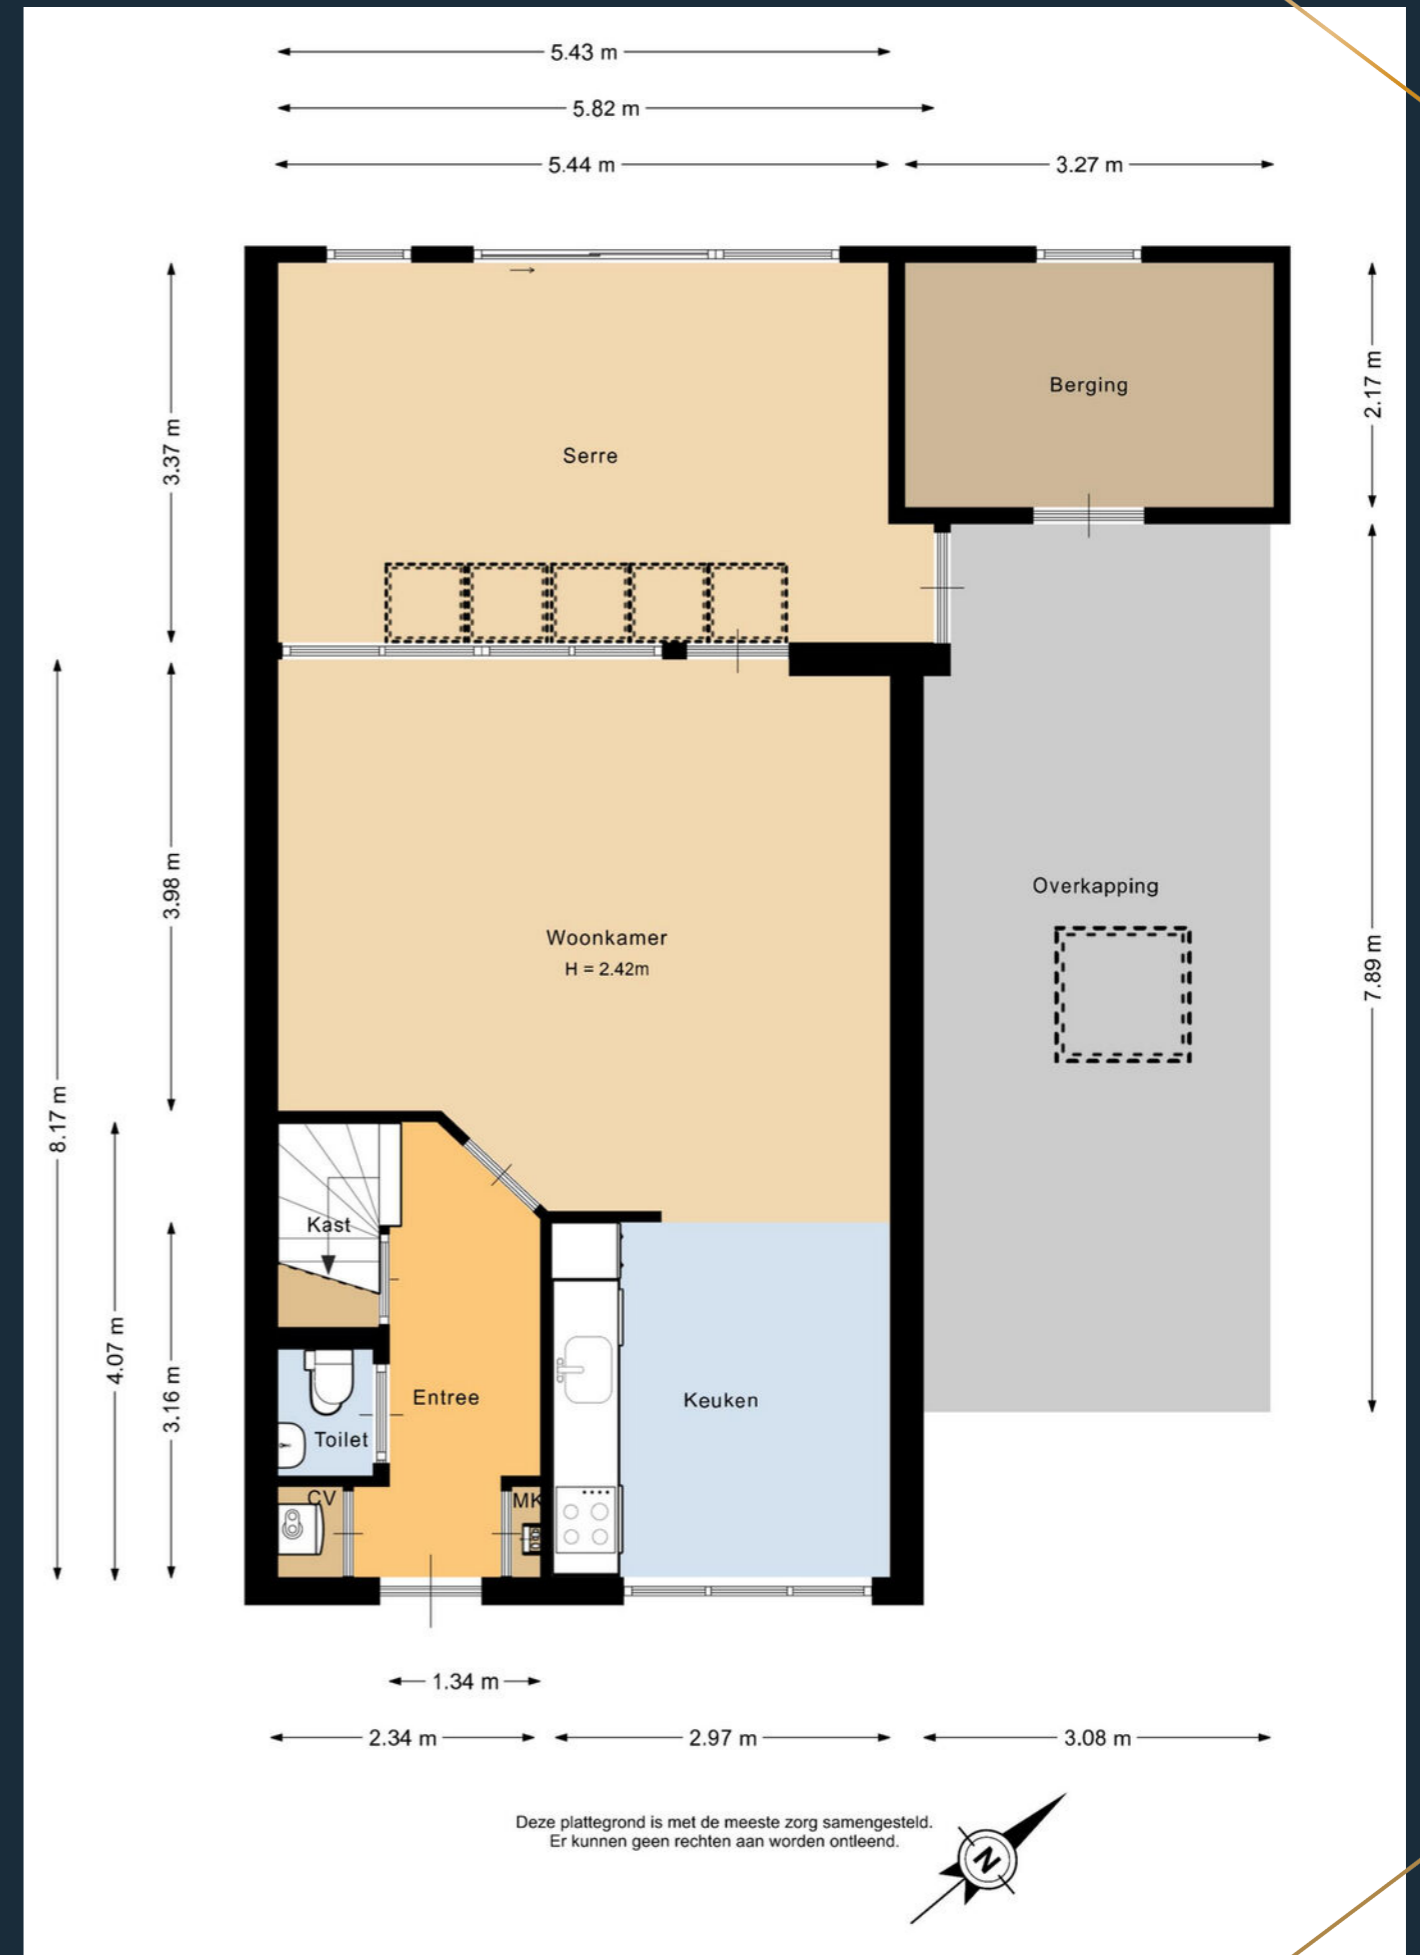 5.43 m
5.82 m
5.44 m
3.27 m
3.37 m
2.17 m
Berging
Serre
3.98 m
8.17 m
Overkapping
Woonkamer
H = 2.42m
7.89 m
Kast
4.07 m
3.16 m
Entree
Keuken
Toilet
CV
MK
1.34 m
2.34 m
2.97 m
3.08 m
Deze plattegrond is met de meeste zorg samengesteld.
Er kunnen geen rechten aan worden ontleend.
N